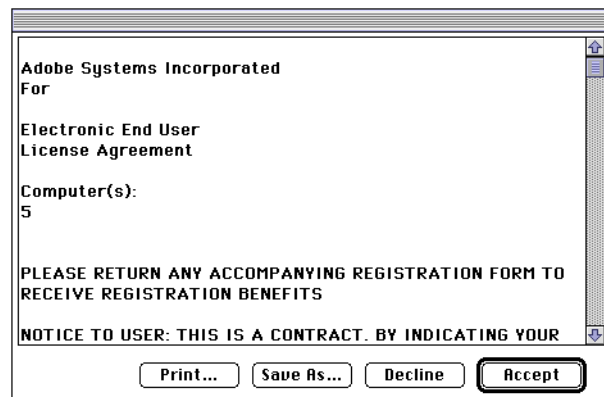 Adobe Systems Incorporated
For
Electronic End User
License Agreement
Computer(s):
5
PLEASE RETURN ANY ACCOMPANYING REGISTRATION FORM TO
RECEIVE REGISTRATION BENEFITS
NOTICE TO USER: THIS IS A CONTRACT. BY INDICATING YOUR
Print... Save As... Decline Accept